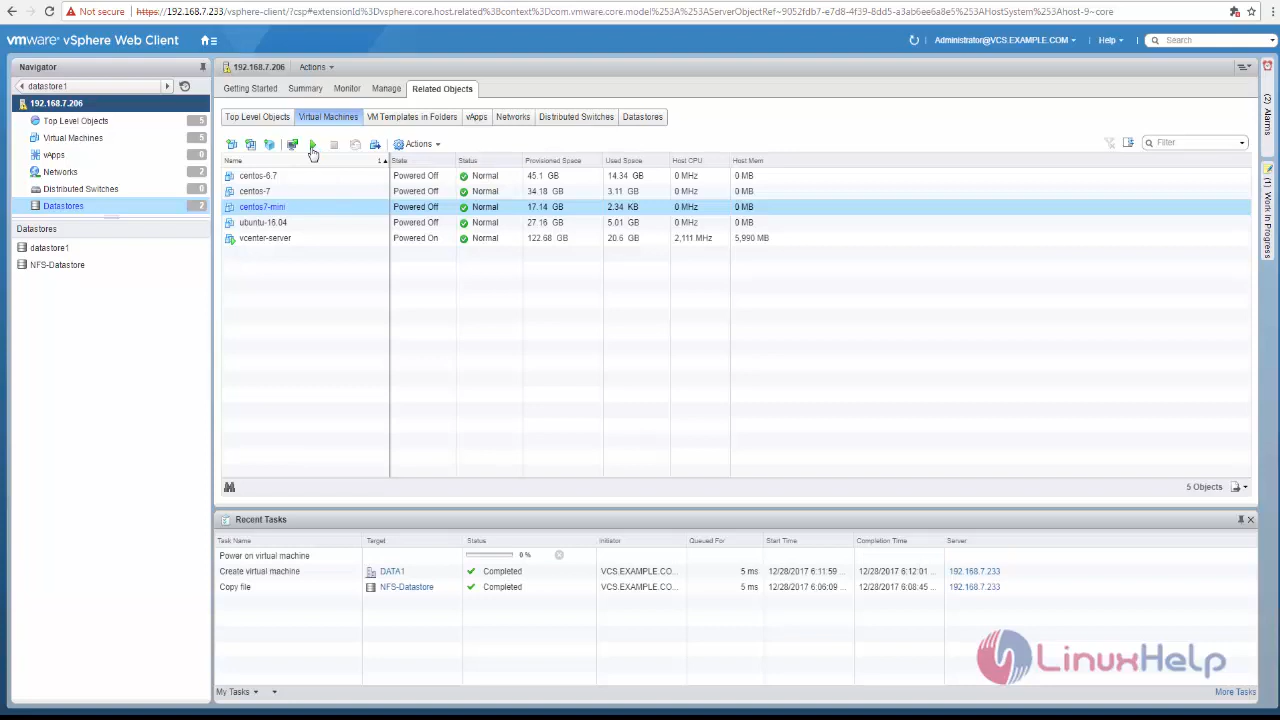 Not secure https://192.168.7.233/vsphere-client/?csp#extensionId%3Dvsphere.core.host.related%3Bcontext%3Dcom.vmware.core.model%253A%253AServerObjectRef~9052fdb7-e7d8-4f39-8dd5-a3ab6ee6a8e5%253AHostSystem%253Ahost-9~core
vmware vSphere Web Client Administrator@VCS.EXAMPLE.COM Help Search
Navigator 192.168.7.206 Actions
datastore1 Getting Started Summary Monitor Manage Related Objects
192.168.7.206
Top Level Objects 5 Top Level Objects Virtual Machines VM Templates in Folders vApps Networks Distributed Switches Datastores
Virtual Machines 5 Actions Filter
vApps 0
Networks 2
Distributed Switches 0
Datastores 2
Datastores
datastore1
NFS-Datastore
Name 1 State Status Provisioned Space Used Space Host CPU Host Mem
centos-6.7 Powered Off Normal 45.1 GB 14.34 GB 0 MHz 0 MB
centos-7 Powered Off Normal 34.18 GB 3.11 GB 0 MHz 0 MB
centos7-mini Powered Off Normal 17.14 GB 2.34 KB 0 MHz 0 MB
ubuntu-16.04 Powered Off Normal 27.16 GB 5.01 GB 0 MHz 0 MB
vcenter-server Powered On Normal 122.68 GB 20.6 GB 2,111 MHz 5,990 MB
5 Objects
Recent Tasks
Task Name Target Status Initiator Queued For Start Time Completion Time Server
Power on virtual machine 0 %
Create virtual machine DATA1 Completed VCS.EXAMPLE.CO... 5 ms 12/28/2017 6:11:59 ... 12/28/2017 6:12:01 ... 192.168.7.233
Copy file NFS-Datastore Completed VCS.EXAMPLE.CO... 5 ms 12/28/2017 6:06:09 ... 12/28/2017 6:08:45 ... 192.168.7.233
My Tasks More Tasks
(2) Alarms
(1) Work In Progress
LinuxHelp